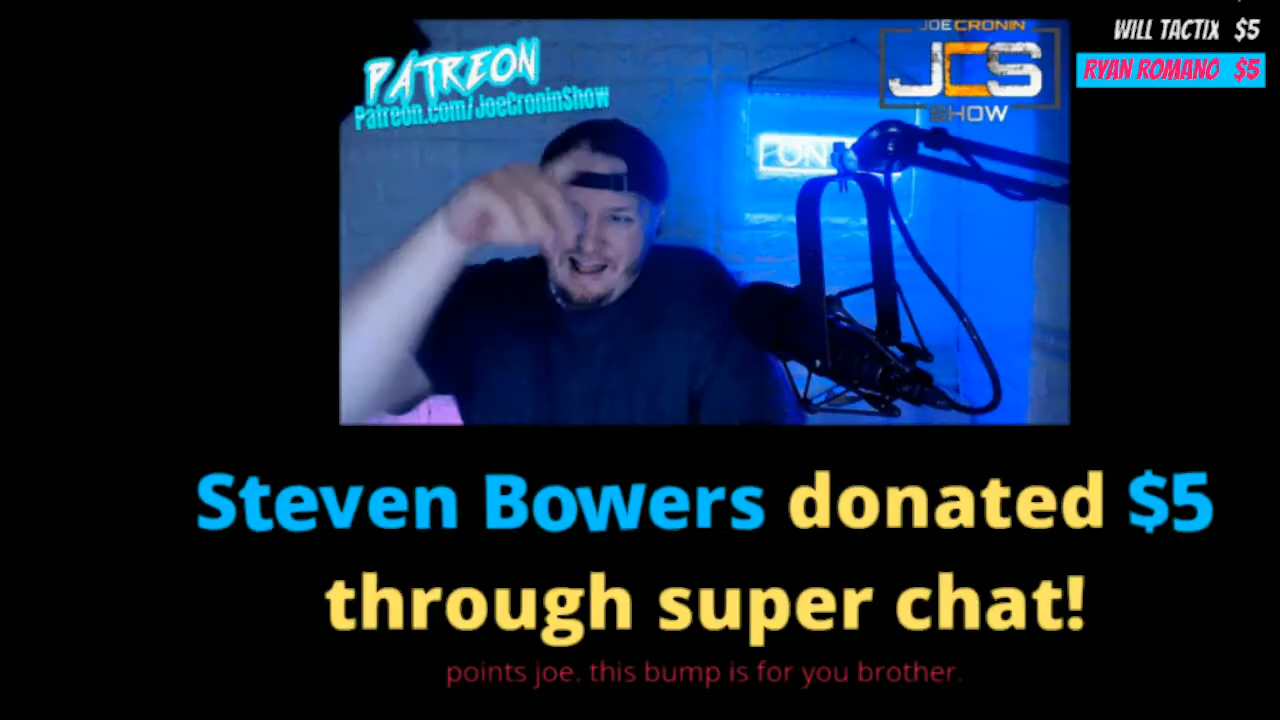 WILL TACTIX $5
RYAN ROMANO $5
PATREON
Patreon.com/JoeCroninShow
JOE CRONIN
JCS
SHOW
ON
Steven Bowers donated $5
through super chat!
points joe. this bump is for you brother.